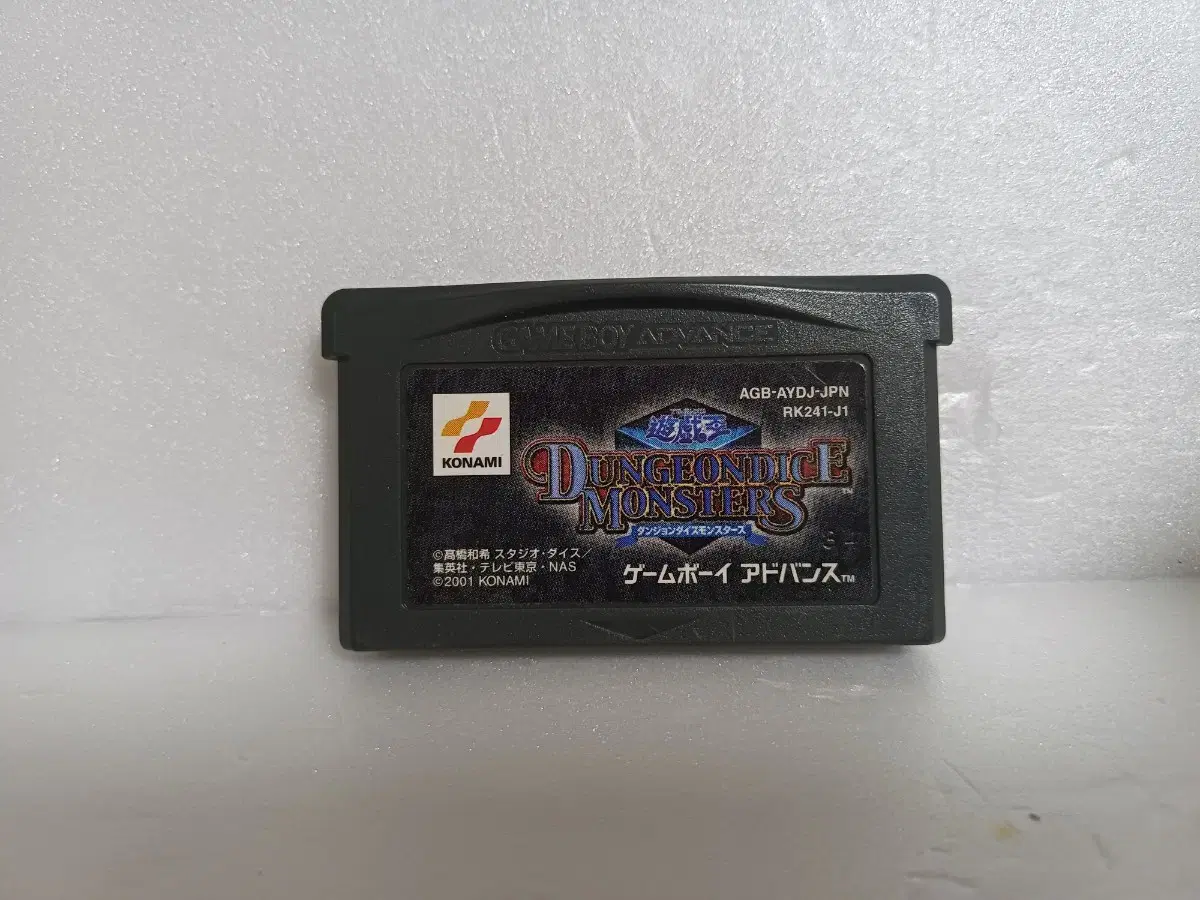 GAME BOY ADVANCE
KONAMI
AGB-AYDJ-JPN
RK241-J1
遊戯王
DUNGEONDICE
MONSTERS™
ダンジョンダイスモンスターズ
©高橋和希 スタジオ・ダイス/
集英社・テレビ東京・NAS
©2001 KONAMI
ゲームボーイ アドバンス™